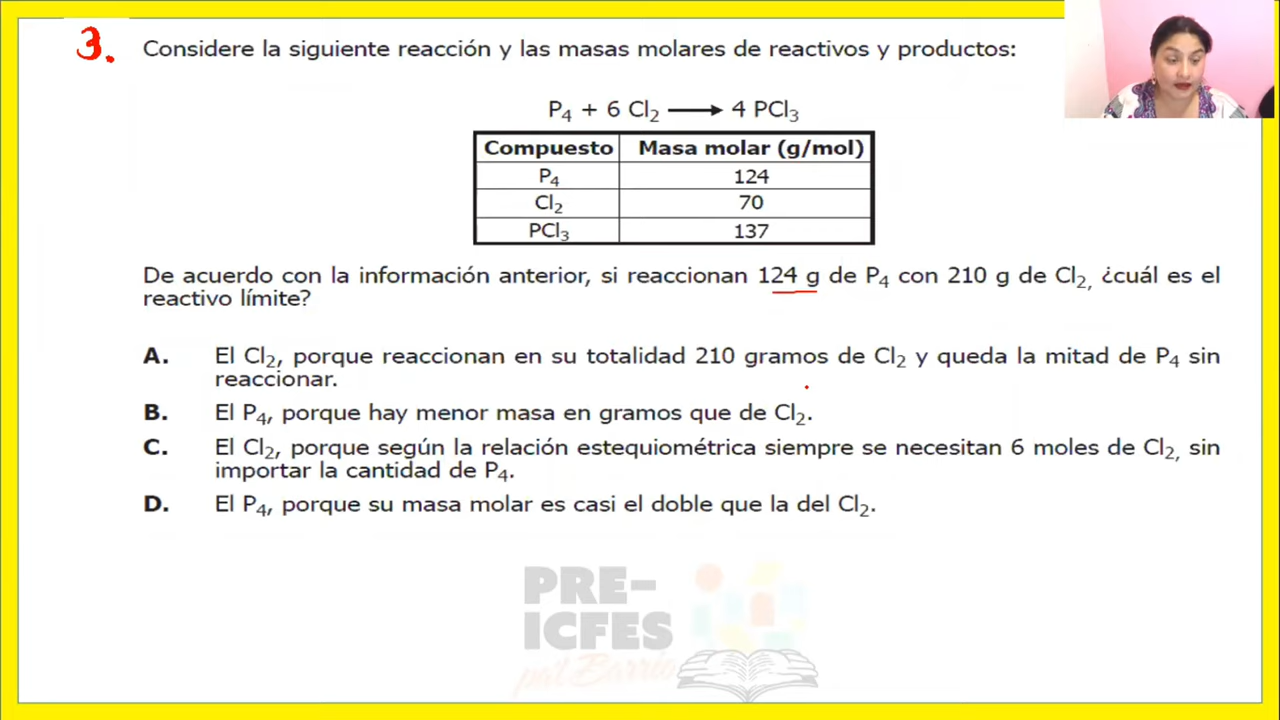 3.
Considere la siguiente reacción y las masas molares de reactivos y productos:
P₄ + 6 Cl₂ ⟶ 4 PCl₃
Compuesto Masa molar (g/mol)
P₄ 124
Cl₂ 70
PCl₃ 137
De acuerdo con la información anterior, si reaccionan 124 g de P₄ con 210 g de Cl₂, ¿cuál es el
reactivo límite?
A. El Cl₂, porque reaccionan en su totalidad 210 gramos de Cl₂ y queda la mitad de P₄ sin
reaccionar.
B. El P₄, porque hay menor masa en gramos que de Cl₂.
C. El Cl₂, porque según la relación estequiométrica siempre se necesitan 6 moles de Cl₂, sin
importar la cantidad de P₄.
D. El P₄, porque su masa molar es casi el doble que la del Cl₂.
PRE-
ICFES
pa'l Barrio